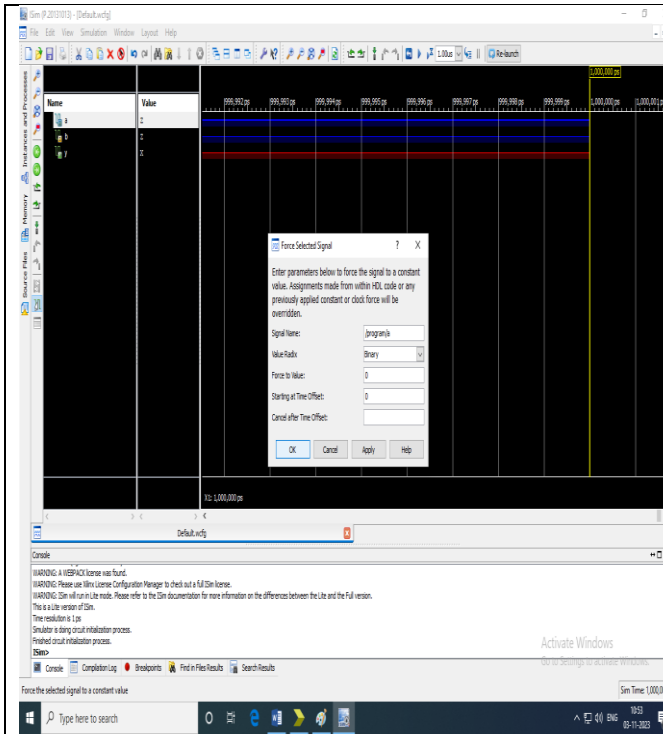 ISim (P.20131013) - [Default.wcfg]
File Edit View Simulation Window Layout Help
1.00us Re-launch
Instances and Processes
Memory
Source Files
Name Value
a Z
b Z
y X
1,000,000 ps
999,992 ps 999,993 ps 999,994 ps 999,995 ps 999,996 ps 999,997 ps 999,998 ps 999,999 ps 1,000,000 ps 1,000,001 p
Force Selected Signal ? X
Enter parameters below to force the signal to a constant
value. Assignments made from within HDL code or any
previously applied constant or clock force will be
overridden.
Signal Name: /program/a
Value Radix Binary
Force to Value: 0
Starting at Time Offset: 0
Cancel after Time Offset:
OK Cancel Apply Help
X1: 1,000,000 ps
Default.wcfg
Console
WARNING: A WEBPACK license was found.
WARNING: Please use Xilinx License Configuration Manager to check out a full ISim license.
WARNING: ISim will run in Lite mode. Please refer to the ISim documentation for more information on the differences between the Lite and the Full version.
This is a Lite version of ISim.
Time resolution is 1 ps
Simulator is doing circuit initialization process.
Finished circuit initialization process.
ISim>
Activate Windows
Go to Settings to activate Windows.
Console Compilation Log Breakpoints Find in Files Results Search Results
Force the selected signal to a constant value
Sim Time: 1,000,0
Type here to search
ENG
10:53
03-11-2023